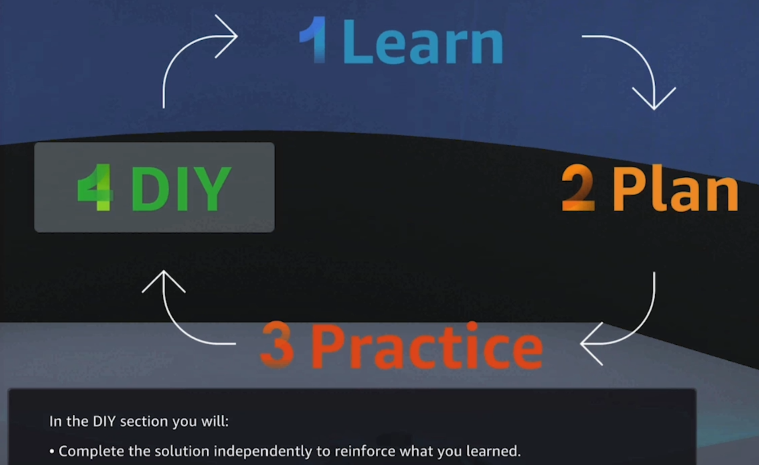 1 Learn
4 DIY
2 Plan
3 Practice
In the DIY section you will:
• Complete the solution independently to reinforce what you learned.